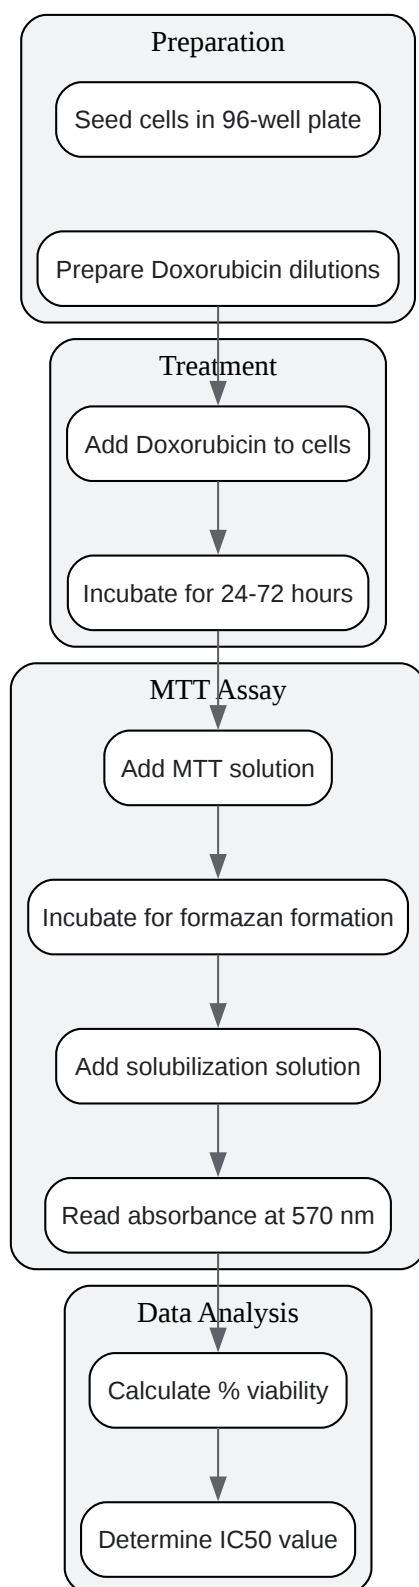 Preparation
Seed cells in 96-well plate
Prepare Doxorubicin dilutions
Treatment
Add Doxorubicin to cells
Incubate for 24-72 hours
MTT Assay
Add MTT solution
Incubate for formazan formation
Add solubilization solution
Read absorbance at 570 nm
Data Analysis
Calculate % viability
Determine IC50 value